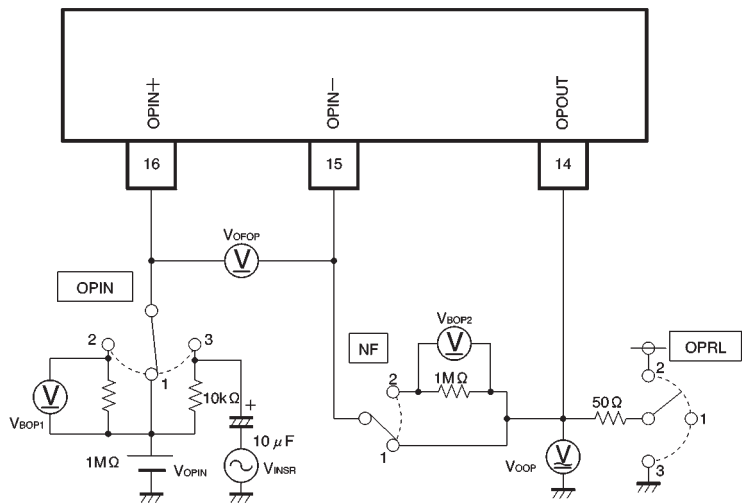 OPIN+
OPIN−
OPOUT
16
15
14
VOFOP
OPIN
2
3
1
VBOP1
10kΩ
+
10 μF
1MΩ
VOPIN
VINSR
V
V
NF
VBOP2
V
2
1MΩ
1
50Ω
OPRL
2
1
3
VOOP
V